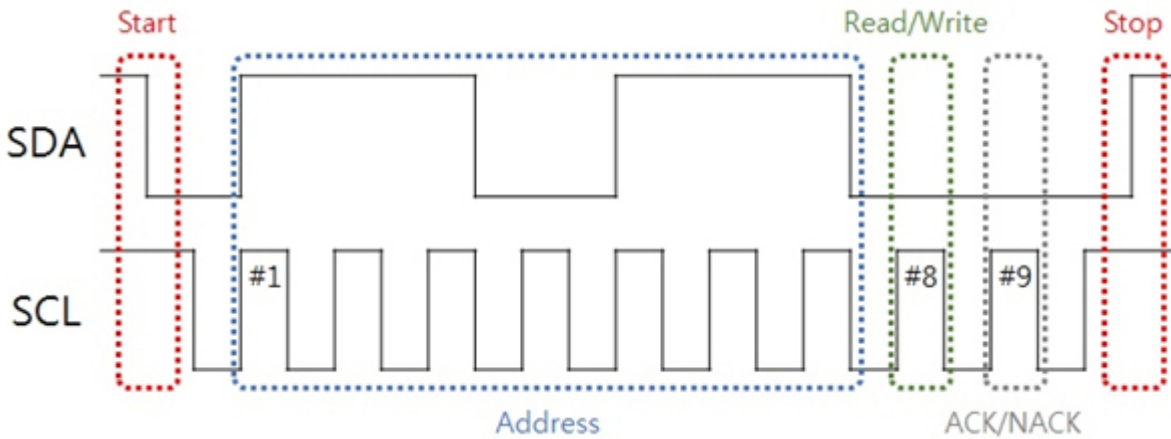 Start
Read/Write
Stop
SDA
SCL
#1
#8
#9
Address
ACK/NACK